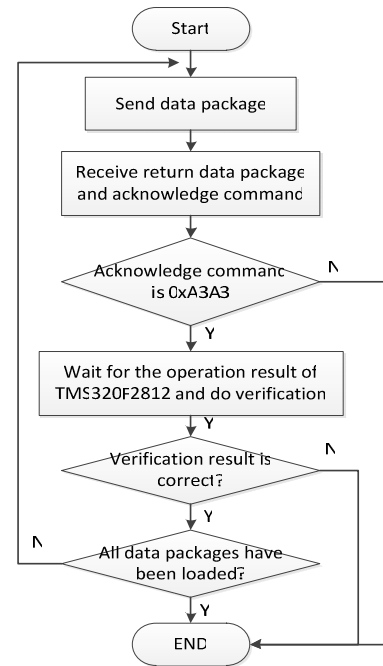 Start
Send data package
Receive return data package
and acknowledge command
Acknowledge command
is 0xA3A3
N
Y
Wait for the operation result of
TMS320F2812 and do verification
Y
Verification result is
correct?
N
Y
All data packages have
been loaded?
N
Y
END